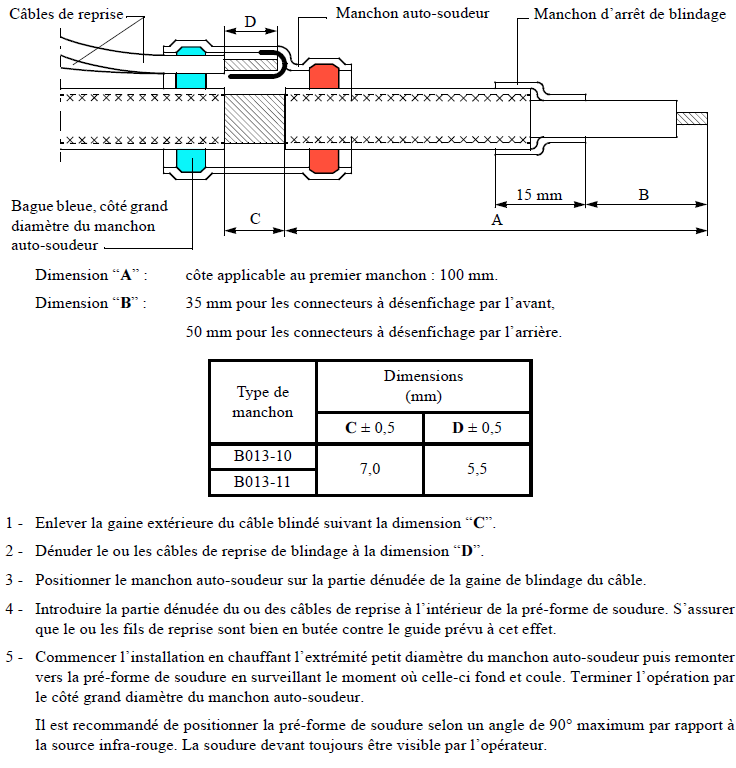 Câbles de reprise
D
Manchon auto-soudeur
Manchon d’arrêt de blindage
15 mm
B
Bague bleue, côté grand
diamètre du manchon
auto-soudeur
C
A
Dimension “A” : côte applicable au premier manchon : 100 mm.
Dimension “B” : 35 mm pour les connecteurs à désenfichage par l’avant,
50 mm pour les connecteurs à désenfichage par l’arrière.
Type de
manchon
Dimensions
(mm)
C ± 0,5 D ± 0,5
B013-10
7,0 5,5
B013-11
1 - Enlever la gaine extérieure du câble blindé suivant la dimension “C”.
2 - Dénuder le ou les câbles de reprise de blindage à la dimension “D”.
3 - Positionner le manchon auto-soudeur sur la partie dénudée de la gaine de blindage du câble.
4 - Introduire la partie dénudée du ou des câbles de reprise à l’intérieur de la pré-forme de soudure. S’assurer
que le ou les fils de reprise sont bien en butée contre le guide prévu à cet effet.
5 - Commencer l’installation en chauffant l’extrémité petit diamètre du manchon auto-soudeur puis remonter
vers la pré-forme de soudure en surveillant le moment où celle-ci fond et coule. Terminer l’opération par
le côté grand diamètre du manchon auto-soudeur.
Il est recommandé de positionner la pré-forme de soudure selon un angle de 90° maximum par rapport à
la source infra-rouge. La soudure devant toujours être visible par l’opérateur.